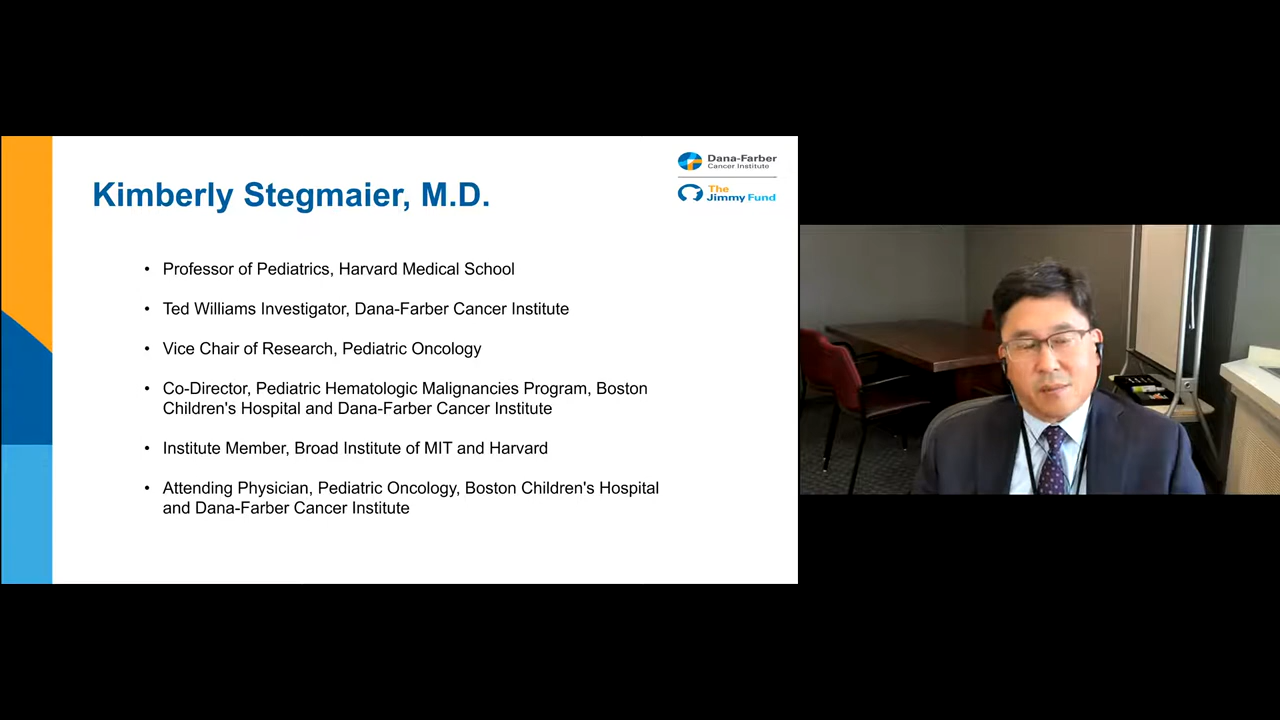 Dana-Farber
Cancer Institute
The
Jimmy Fund
Kimberly Stegmaier, M.D.
• Professor of Pediatrics, Harvard Medical School
• Ted Williams Investigator, Dana-Farber Cancer Institute
• Vice Chair of Research, Pediatric Oncology
• Co-Director, Pediatric Hematologic Malignancies Program, Boston
Children's Hospital and Dana-Farber Cancer Institute
• Institute Member, Broad Institute of MIT and Harvard
• Attending Physician, Pediatric Oncology, Boston Children's Hospital
and Dana-Farber Cancer Institute